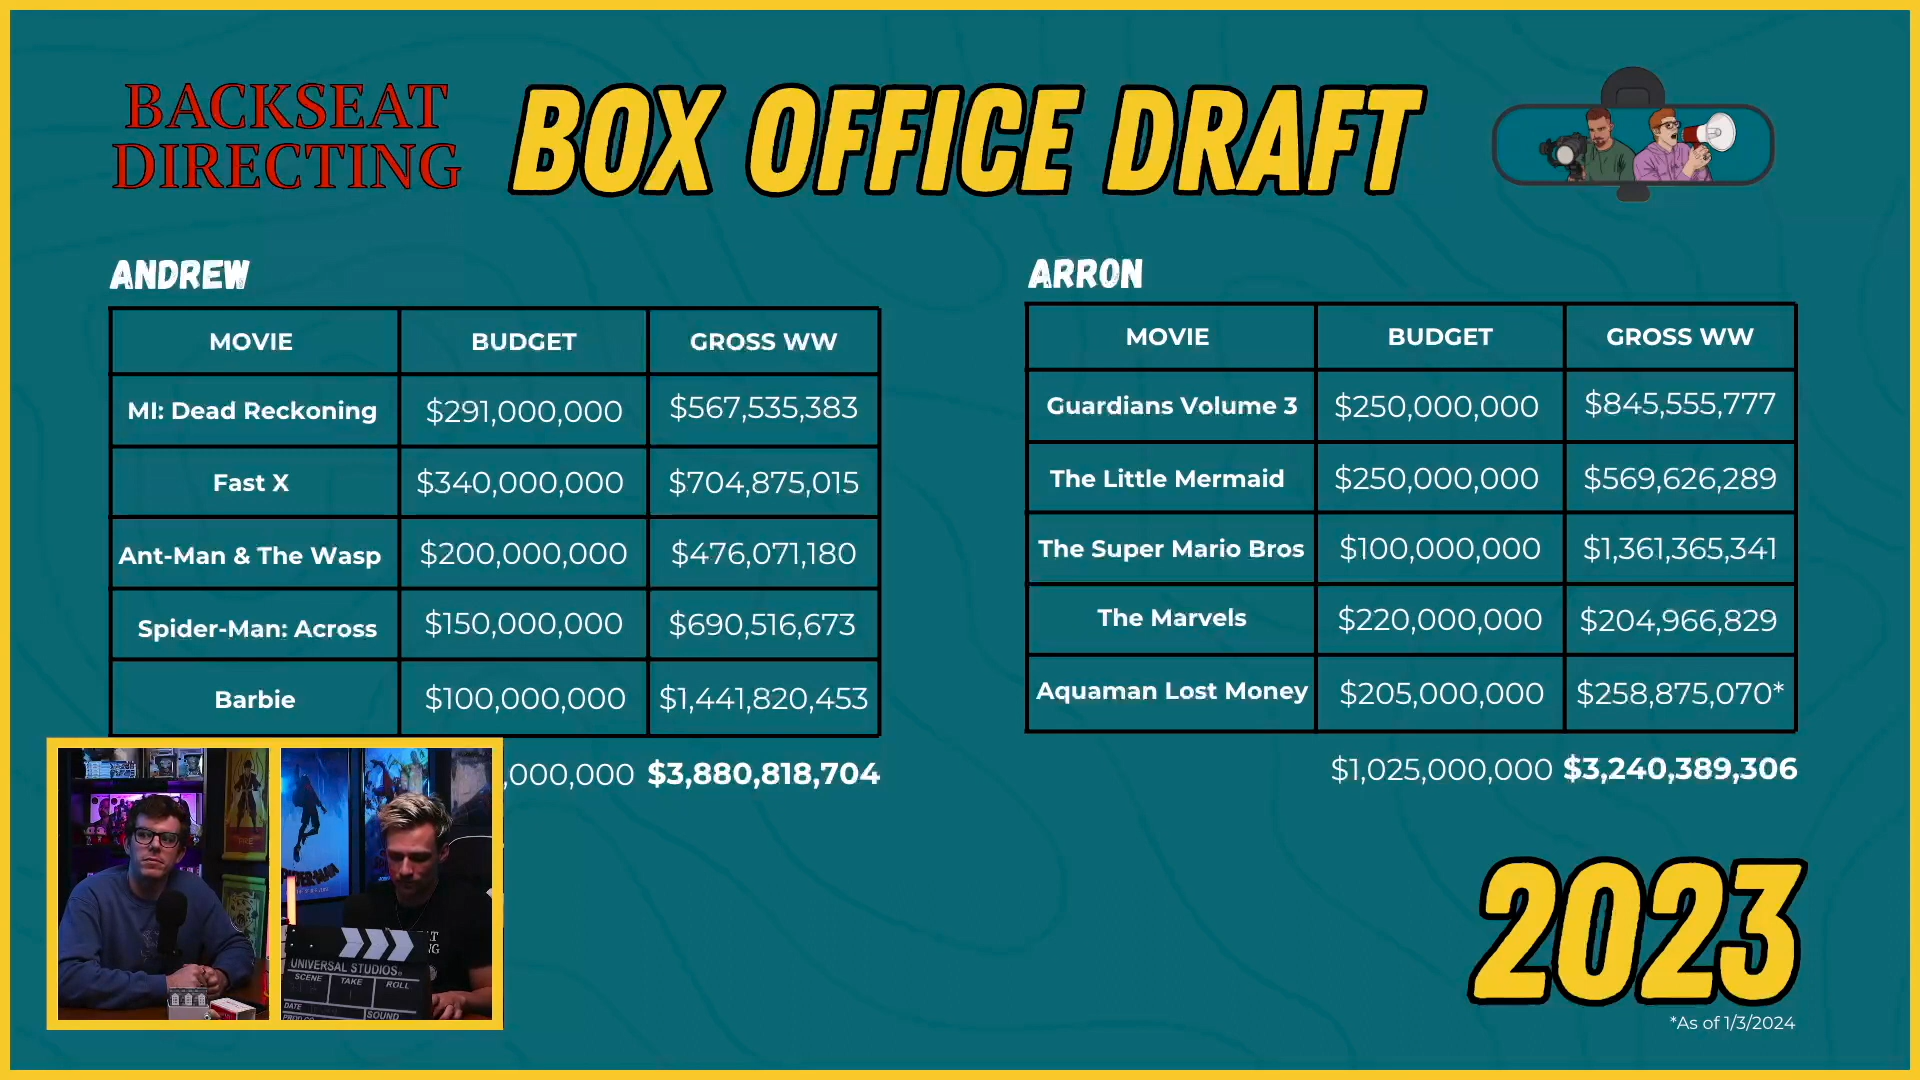 BACKSEAT
DIRECTING
BOX OFFICE DRAFT
ANDREW
MOVIE BUDGET GROSS WW
MI: Dead Reckoning $291,000,000 $567,535,383
Fast X $340,000,000 $704,875,015
Ant-Man & The Wasp $200,000,000 $476,071,180
Spider-Man: Across $150,000,000 $690,516,673
Barbie $100,000,000 $1,441,820,453
,000,000 $3,880,818,704
ARRON
MOVIE BUDGET GROSS WW
Guardians Volume 3 $250,000,000 $845,555,777
The Little Mermaid $250,000,000 $569,626,289
The Super Mario Bros $100,000,000 $1,361,365,341
The Marvels $220,000,000 $204,966,829
Aquaman Lost Money $205,000,000 $258,875,070*
$1,025,000,000 $3,240,389,306
UNIVERSAL STUDIOS
SCENE TAKE ROLL
DATE
SOUND
2023
*As of 1/3/2024